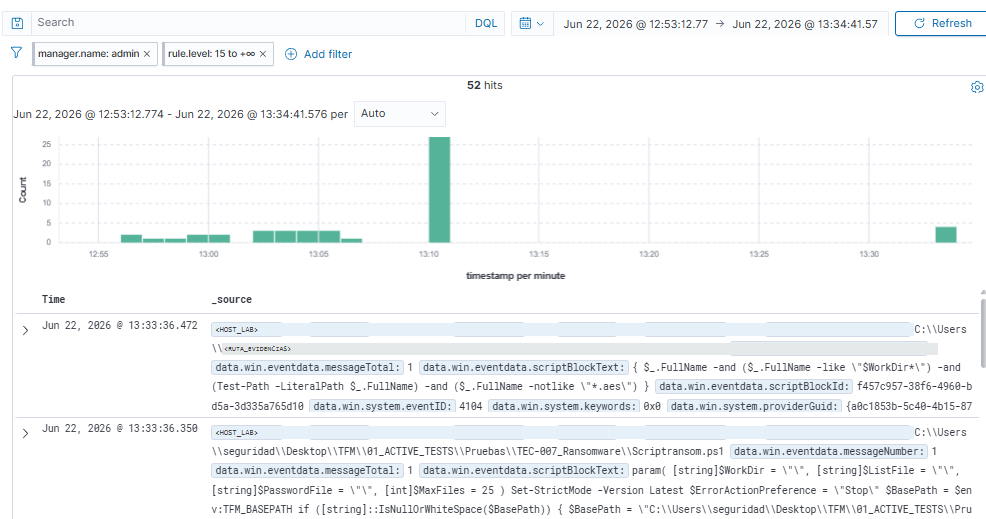 Search
DQL
Jun 22, 2026 @ 12:53:12.77 → Jun 22, 2026 @ 13:34:41.57
Refresh
manager.name: admin ×
rule.level: 15 to +∞ ×
Add filter
52 hits
Jun 22, 2026 @ 12:53:12.774 - Jun 22, 2026 @ 13:34:41.576 per
Auto
Count
25
20
15
10
5
0
12:55 13:00 13:05 13:10 13:15 13:20 13:25 13:30
timestamp per minute
Time _source
Jun 22, 2026 @ 13:33:36.472
<HOST_LAB> C:\\Users
\\<RUTA_EVIDENCIAS>
data.win.eventdata.messageTotal: 1 data.win.eventdata.scriptBlockText: { $_.FullName -and ($_.FullName -like \"$WorkDir*\") -and
(Test-Path -LiteralPath $_.FullName) -and ($_.FullName -notlike \"*.aes\") } data.win.eventdata.scriptBlockId: f457c957-38f6-4960-b
d5a-3d335a765d10 data.win.system.eventID: 4104 data.win.system.keywords: 0x0 data.win.system.providerGuid: {a0c1853b-5c40-4b15-87
Jun 22, 2026 @ 13:33:36.350
<HOST_LAB> C:\\Users
\\seguridad\\Desktop\\TFM\\01_ACTIVE_TESTS\\Pruebas\\TEC-007_Ransomware\\Scriptransom.ps1 data.win.eventdata.messageNumber: 1
data.win.eventdata.messageTotal: 1 data.win.eventdata.scriptBlockText: param( [string]$WorkDir = \"\", [string]$ListFile = \"\",
[string]$PasswordFile = \"\", [int]$MaxFiles = 25 ) Set-StrictMode -Version Latest $ErrorActionPreference = \"Stop\" $BasePath = $e
nv:TFM_BASEPATH if ([string]::IsNullOrWhiteSpace($BasePath)) { $BasePath = \"C:\\Users\\seguridad\\Desktop\\TFM\\01_ACTIVE_TESTS\\Pru